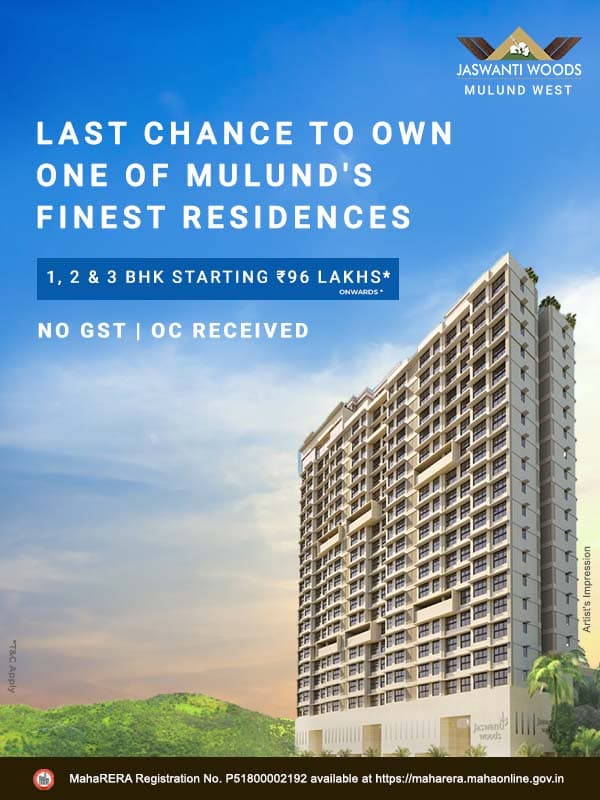 JASWANTI WOODS
MULUND WEST
LAST CHANCE TO OWN
ONE OF MULUND'S
FINEST RESIDENCES
1, 2 & 3 BHK STARTING ₹96 LAKHS*
ONWARDS *
NO GST | OC RECEIVED
Artist's Impression
*T&C Apply
Jaswanti
WOODS
MahaRERA Registration No. P51800002192 available at https://maharera.mahaonline.gov.in